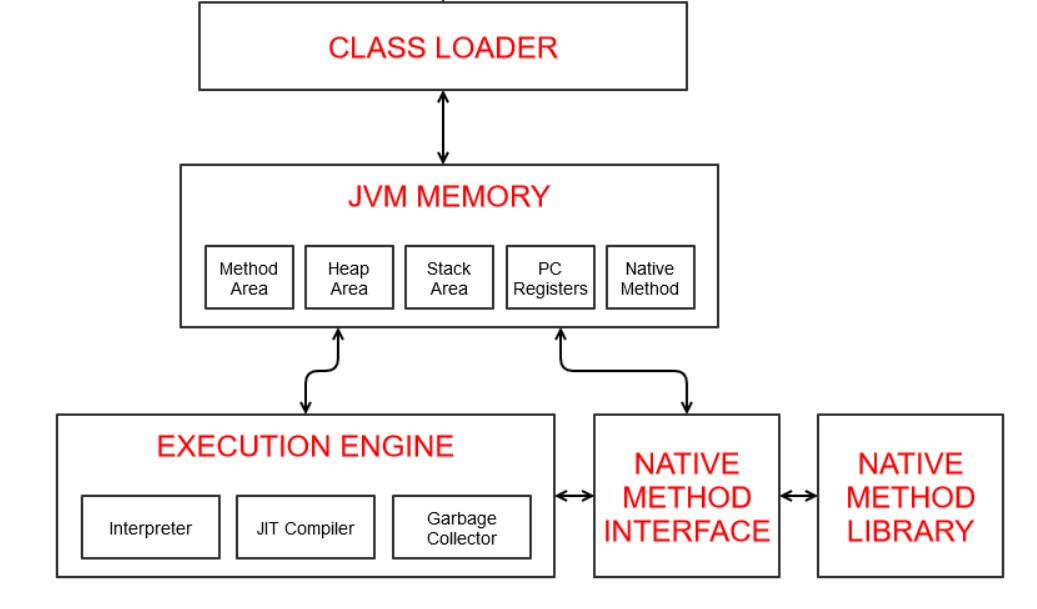 CLASS LOADER
JVM MEMORY
Method
Area
Heap
Area
Stack
Area
PC
Registers
Native
Method
EXECUTION ENGINE
Interpreter
JIT Compiler
Garbage
Collector
NATIVE
METHOD
INTERFACE
NATIVE
METHOD
LIBRARY